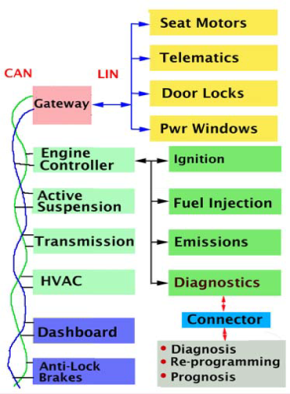 Seat Motors
CAN
LIN
Telematics
Gateway
Door Locks
Pwr Windows
Engine
Controller
Ignition
Active
Suspension
Fuel Injection
Transmission
Emissions
HVAC
Diagnostics
Connector
Dashboard
• Diagnosis
• Re-programming
• Prognosis
Anti-Lock
Brakes